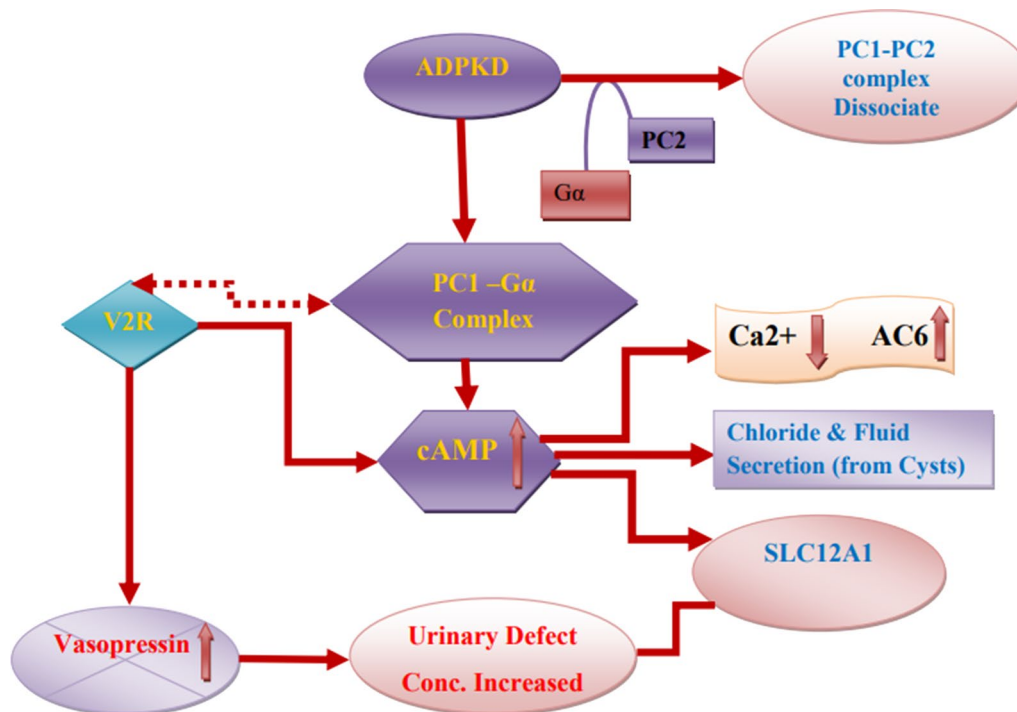 ADPKD
PC1-PC2
complex
Dissociate
PC2
Gα
PC1 –Gα
Complex
V2R
Ca2+ AC6
cAMP
Chloride & Fluid
Secretion (from Cysts)
SLC12A1
Vasopressin
Urinary Defect
Conc. Increased